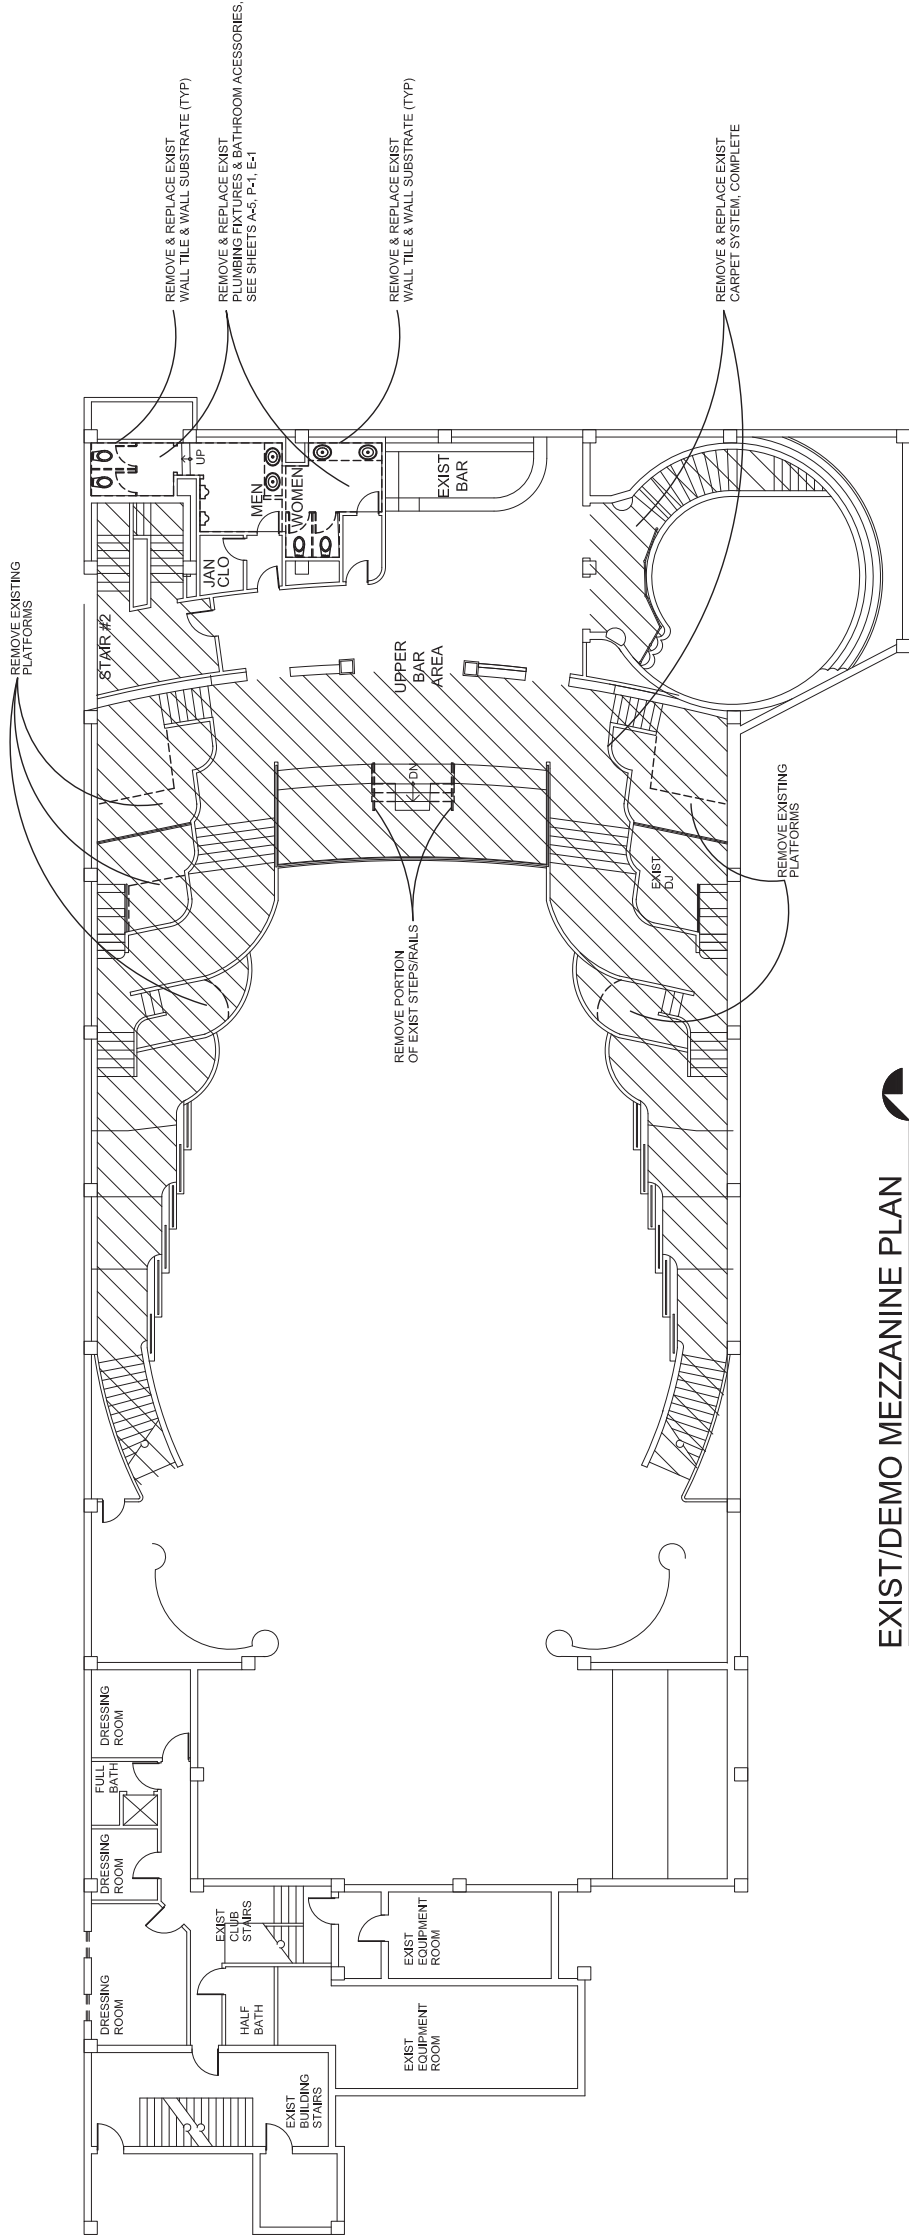 REMOVE EXISTING
PLATFORMS
REMOVE & REPLACE EXIST
WALL TILE & WALL SUBSTRATE (TYP)
REMOVE & REPLACE EXIST
PLUMBING FIXTURES & BATHROOM ACESSORIES,
SEE SHEETS A-5, P-1, E-1
REMOVE & REPLACE EXIST
WALL TILE & WALL SUBSTRATE (TYP)
REMOVE & REPLACE EXIST
CARPET SYSTEM, COMPLETE
STAIR #2
UP
JAN
CLO
MEN
WOMEN
EXIST
BAR
UPPER
BAR
AREA
DN
REMOVE PORTION
OF EXIST STEPS/RAILS
EXIST
DJ
REMOVE EXISTING
PLATFORMS
DRESSING
ROOM
FULL
BATH
DRESSING
ROOM
DRESSING
ROOM
EXIST
CLUB
STAIRS
HALF
BATH
EXIST
EQUIPMENT
ROOM
EXIST
EQUIPMENT
ROOM
EXIST
BUILDING
STAIRS
EXIST/DEMO MEZZANINE PLAN